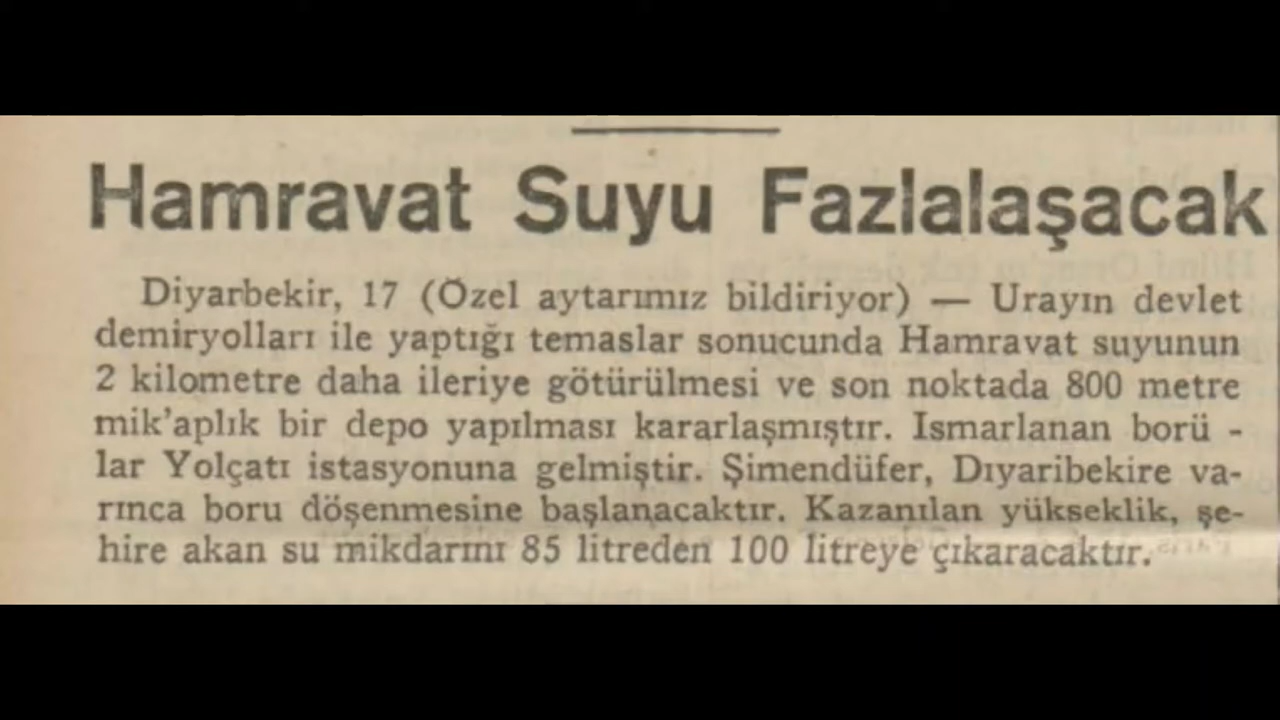 Hamravat Suyu Fazlalaşacak
Diyarbekir, 17 (Özel aytarımız bildiriyor) — Urayın devlet
demiryolları ile yaptığı temaslar sonucunda Hamravat suyunun
2 kilometre daha ileriye götürülmesi ve son noktada 800 metre
mik'aplık bir depo yapılması kararlaşmıştır. Ismarlanan borü -
lar Yolçatı istasyonuna gelmiştir. Şimendüfer, Dıyaribekire va-
rınca boru döşenmesine başlanacaktır. Kazanılan yükseklik, şe-
hire akan su mikdarını 85 litreden 100 litreye çıkaracaktır.